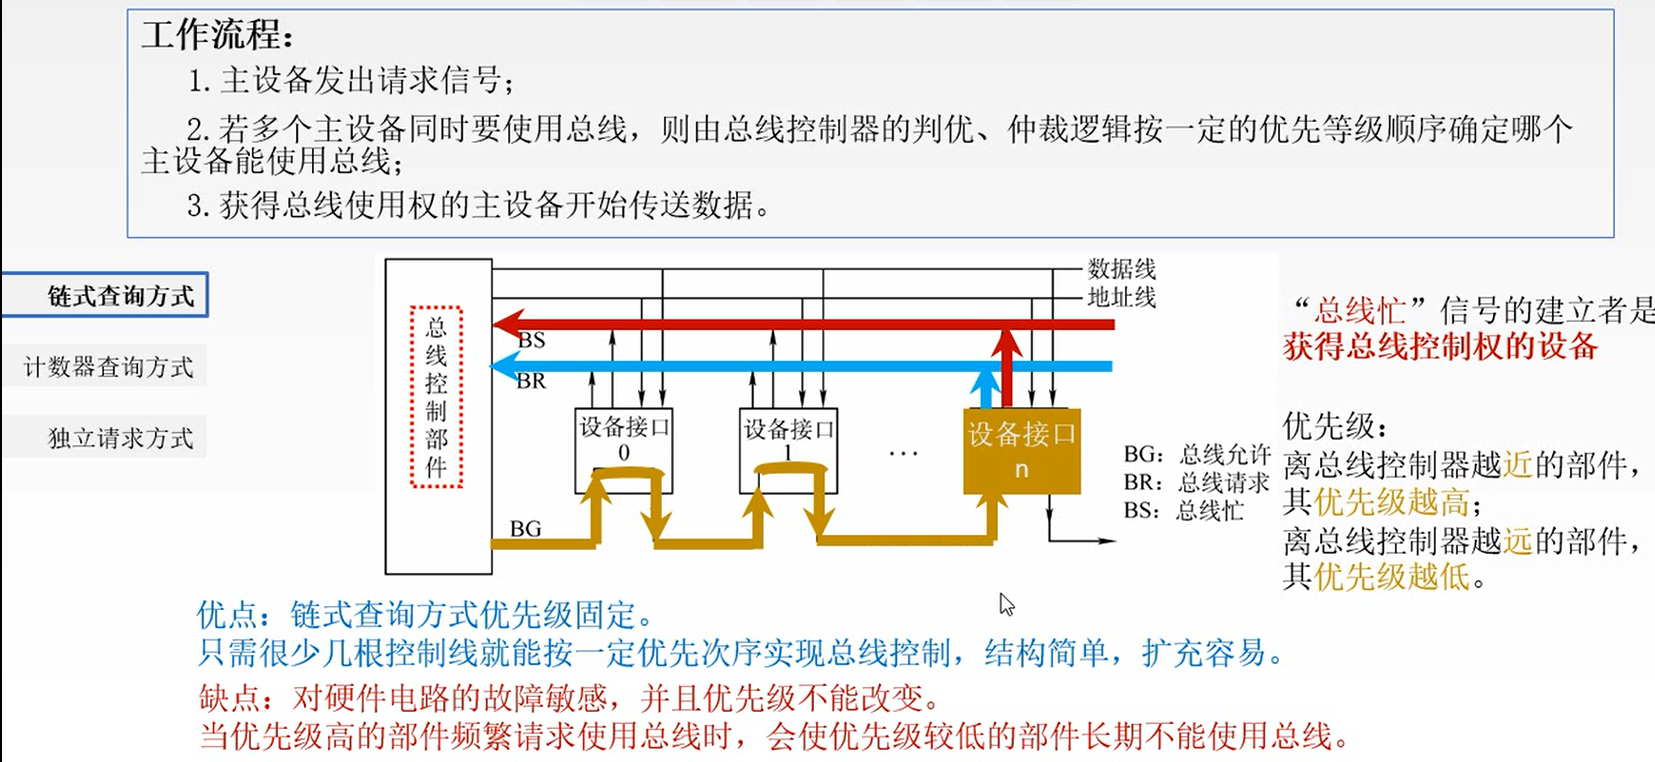 工作流程：
1. 主设备发出请求信号；
2. 若多个主设备同时要使用总线，则由总线控制器的判优、仲裁逻辑按一定的优先等级顺序确定哪个
主设备能使用总线；
3. 获得总线使用权的主设备开始传送数据。
链式查询方式
计数器查询方式
独立请求方式
总线控制部件
数据线
地址线
BS
BR
设备接口
0
设备接口
1
…
设备接口
n
BG
BG：总线允许
BR：总线请求
BS：总线忙
“总线忙”信号的建立者是
获得总线控制权的设备
优先级：
离总线控制器越近的部件，
其优先级越高；
离总线控制器越远的部件，
其优先级越低。
优点：链式查询方式优先级固定。
只需很少几根控制线就能按一定优先次序实现总线控制，结构简单，扩充容易。
缺点：对硬件电路的故障敏感，并且优先级不能改变。
当优先级高的部件频繁请求使用总线时，会使优先级较低的部件长期不能使用总线。